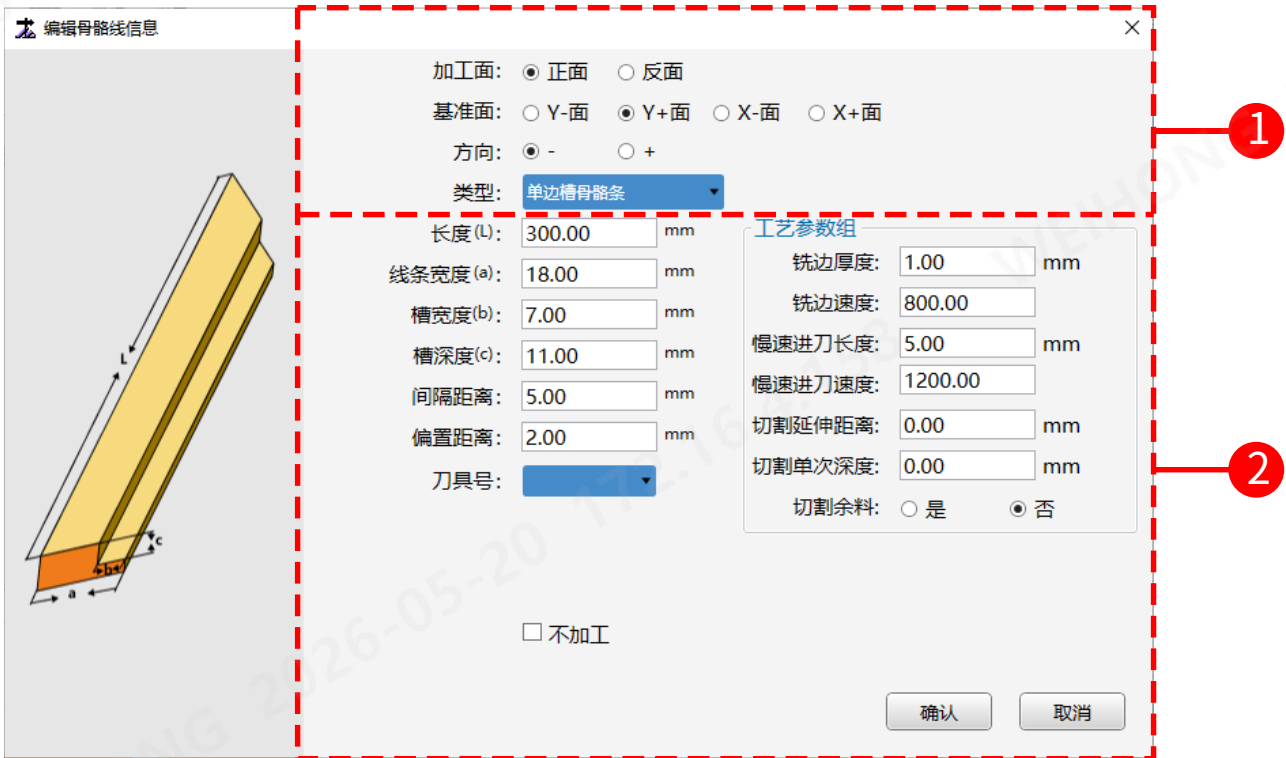 编辑骨骼线信息
加工面: 正面 反面
基准面: Y-面 Y+面 X-面 X+面
方向: - +
类型: 单边槽骨骼条
1
长度(L): 300.00 mm
线条宽度(a): 18.00 mm
槽宽度(b): 7.00 mm
槽深度(c): 11.00 mm
间隔距离: 5.00 mm
偏置距离: 2.00 mm
刀具号:
工艺参数组
铣边厚度: 1.00 mm
铣边速度: 800.00
慢速进刀长度: 5.00 mm
慢速进刀速度: 1200.00
切割延伸距离: 0.00 mm
切割单次深度: 0.00 mm
切割余料: 是 否
2
不加工
确认 取消
L
c
b
a
WEIHONG
2026-05-20